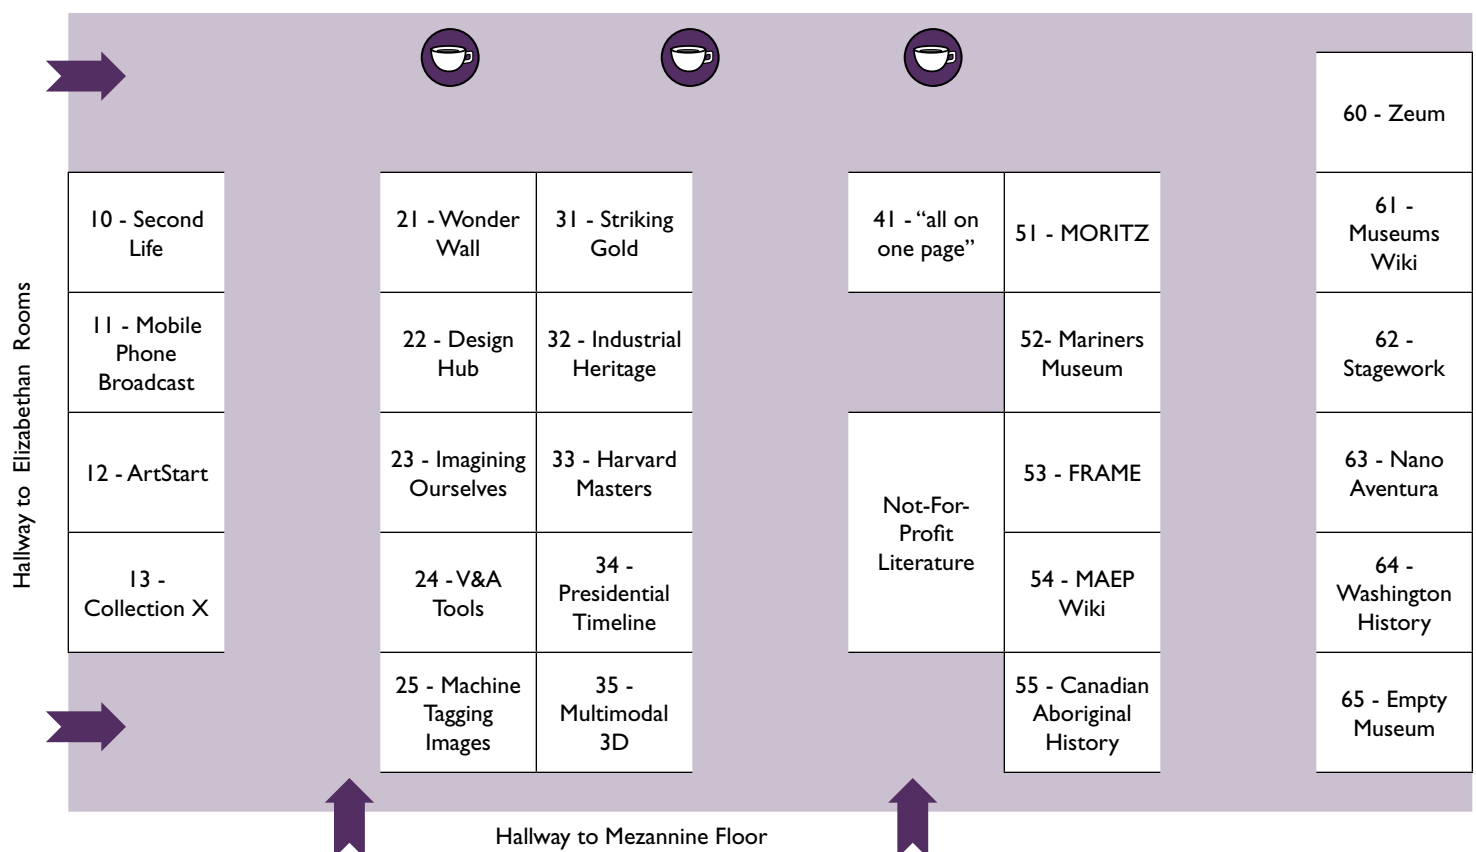 60 - Zeum
10 - Second
Life
21 - Wonder
Wall
31 - Striking
Gold
41 - “all on
one page”
51 - MORITZ
61 -
Museums
Wiki
11 - Mobile
Phone
Broadcast
22 - Design
Hub
32 - Industrial
Heritage
52- Mariners
Museum
62 -
Stagework
12 - ArtStart
23 - Imagining
Ourselves
33 - Harvard
Masters
Not-For-
Profit
Literature
53 - FRAME
63 - Nano
Aventura
13 -
Collection X
24 - V&A
Tools
34 -
Presidential
Timeline
54 - MAEP
Wiki
64 -
Washington
History
25 - Machine
Tagging
Images
35 -
Multimodal
3D
55 - Canadian
Aboriginal
History
65 - Empty
Museum
Hallway to Elizabethan Rooms
Hallway to Mezannine Floor